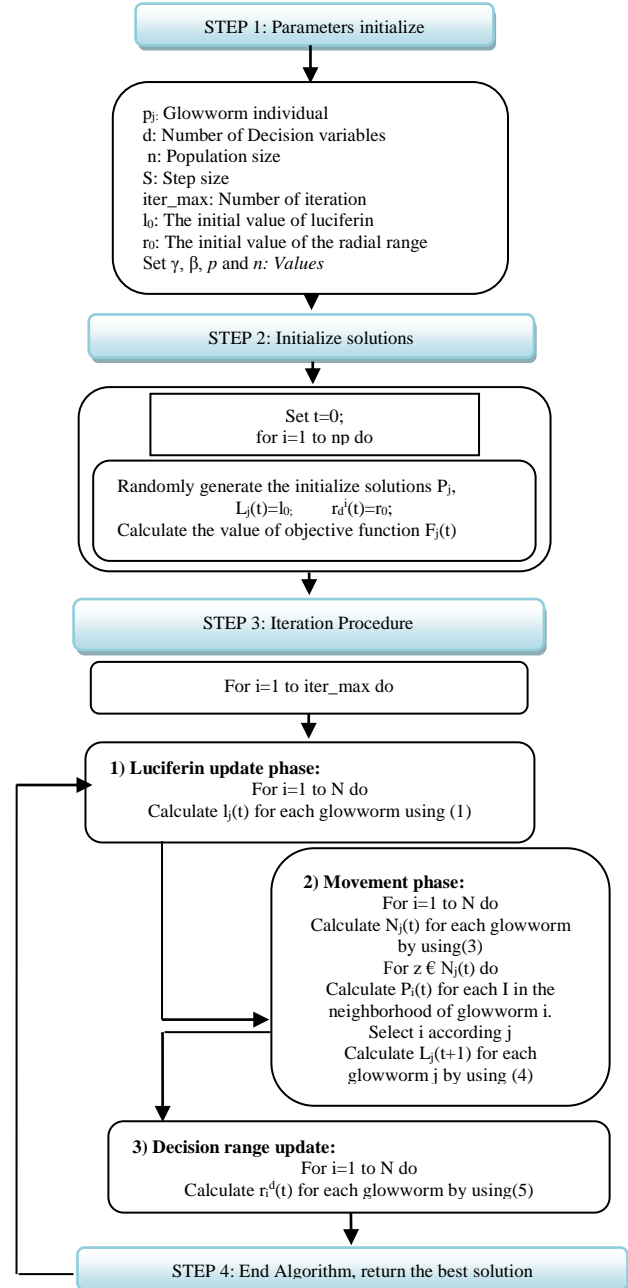 STEP 1: Parameters initialize
pⱼ: Glowworm individual
d: Number of Decision variables
n: Population size
S: Step size
iter_max: Number of iteration
l₀: The initial value of luciferin
r₀: The initial value of the radial range
Set γ, β, p and n: Values
STEP 2: Initialize solutions
Set t=0;
for i=1 to np do
Randomly generate the initialize solutions Pⱼ,
Lⱼ(t)=l₀; r_dⁱ(t)=r₀;
Calculate the value of objective function Fⱼ(t)
STEP 3: Iteration Procedure
For i=1 to iter_max do
1) Luciferin update phase:
For i=1 to N do
Calculate lⱼ(t) for each glowworm using (1)
2) Movement phase:
For i=1 to N do
Calculate Nⱼ(t) for each glowworm
by using(3)
For z € Nⱼ(t) do
Calculate Pᵢ(t) for each I in the
neighborhood of glowworm i.
Select i according j
Calculate Lⱼ(t+1) for each
glowworm j by using (4)
3) Decision range update:
For i=1 to N do
Calculate rᵢᵈ(t) for each glowworm by using(5)
STEP 4: End Algorithm, return the best solution